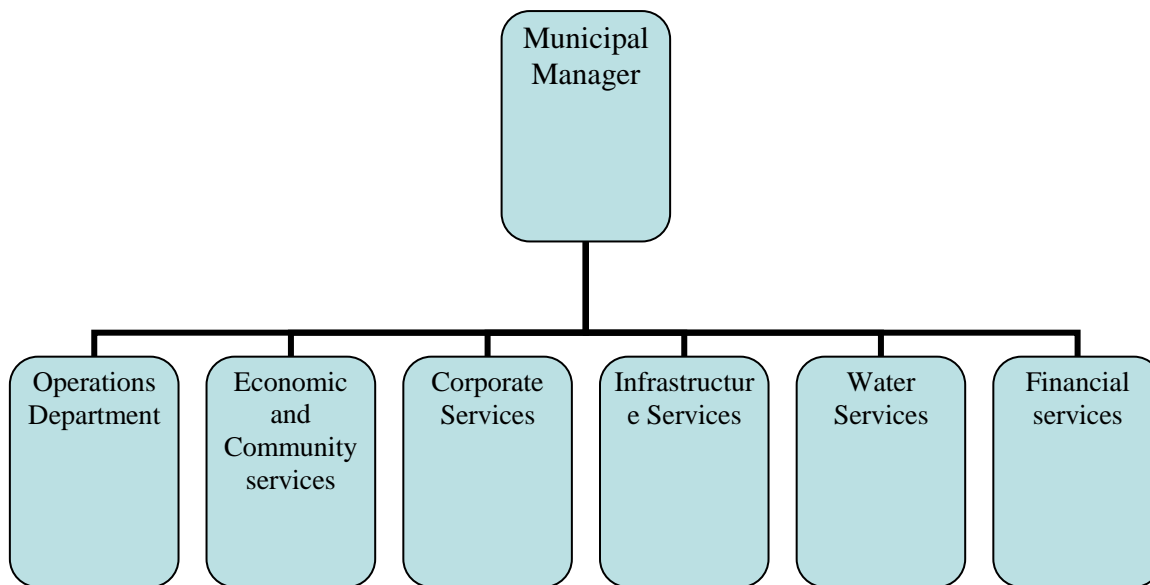 Municipal
Manager
Operations
Department
Economic
and
Community
services
Corporate
Services
Infrastructur
e Services
Water
Services
Financial
services